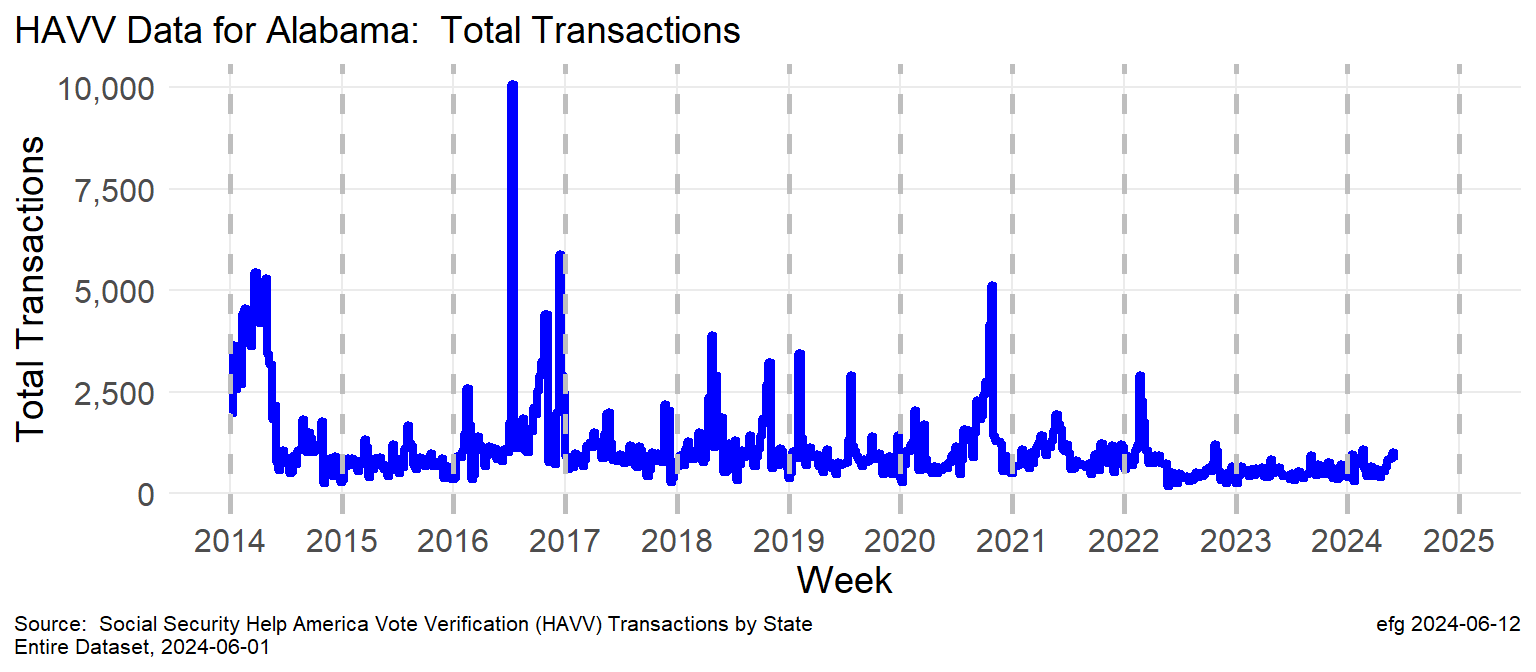 HAVV Data for Alabama:  Total Transactions
10,000
7,500
5,000
2,500
0
Total Transactions
2014 2015 2016 2017 2018 2019 2020 2021 2022 2023 2024 2025
Week
Source:  Social Security Help America Vote Verification (HAVV) Transactions by State
Entire Dataset, 2024-06-01
efg 2024-06-12